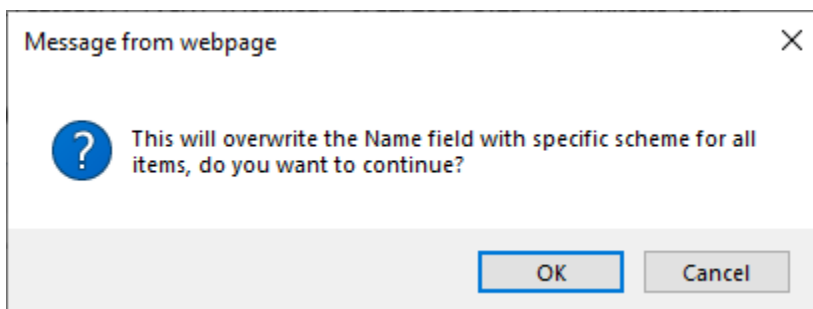 Message from webpage
This will overwrite the Name field with specific scheme for all
items, do you want to continue?
OK
Cancel